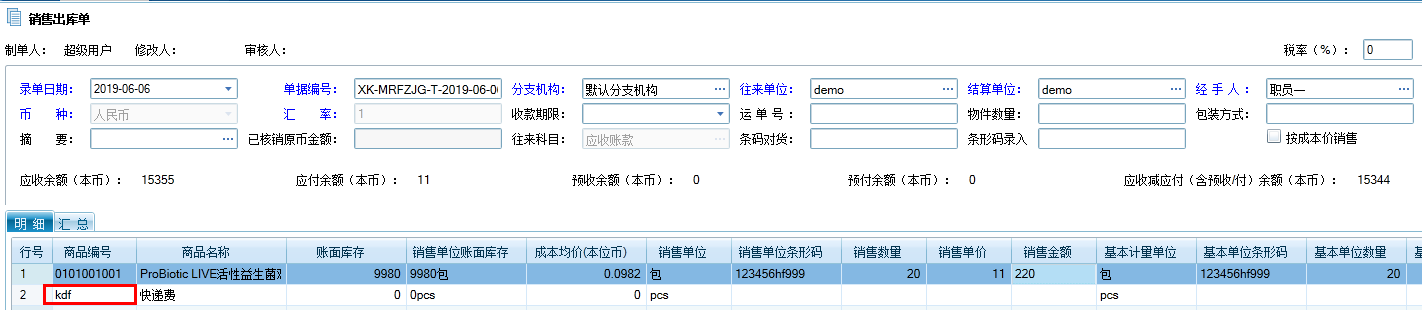 销售出库单
制单人： 超级用户 修改人： 审核人： 税率（%）： 0
录单日期： 2019-06-06 单据编号： XK-MRFZJG-T-2019-06-0 分支机构： 默认分支机构 ··· 往来单位： demo ··· 结算单位： demo ··· 经 手 人： 职员一 ···
币 种： 人民币 汇 率： 1 收款期限： 运 单 号： 物件数量： 包装方式：
摘 要： ··· 已核销原币金额： 往来科目： 应收账款 ··· 条码对货： 条形码录入 按成本价销售
应收余额（本币）： 15355 应付余额（本币）： 11 预收余额（本币）： 0 预付余额（本币）： 0 应收减应付（含预收/付）余额（本币）： 15344
明 细 汇 总
行号 商品编号 商品名称 账面库存 销售单位账面库存 成本均价(本位币) 销售单位 销售单位条形码 销售数量 销售单价 销售金额 基本计量单位 基本单位条形码 基本单位数量
1 0101001001 ProBiotic LIVE活性益生菌 9980 9980包 0.0982 包 123456hf999 20 11 220 包 123456hf999 20
2 kdf 快递费 0 0pcs 0 pcs pcs